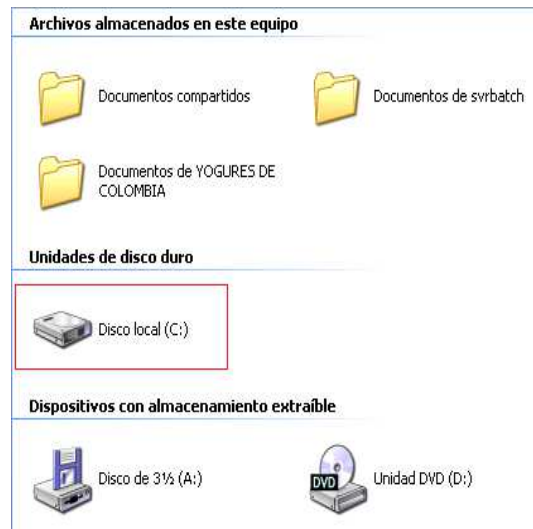 Archivos almacenados en este equipo
Documentos compartidos
Documentos de svrbatch
Documentos de YOGURES DE
COLOMBIA
Unidades de disco duro
Disco local (C:)
Dispositivos con almacenamiento extraíble
Disco de 3½ (A:)
DVD
Unidad DVD (D:)